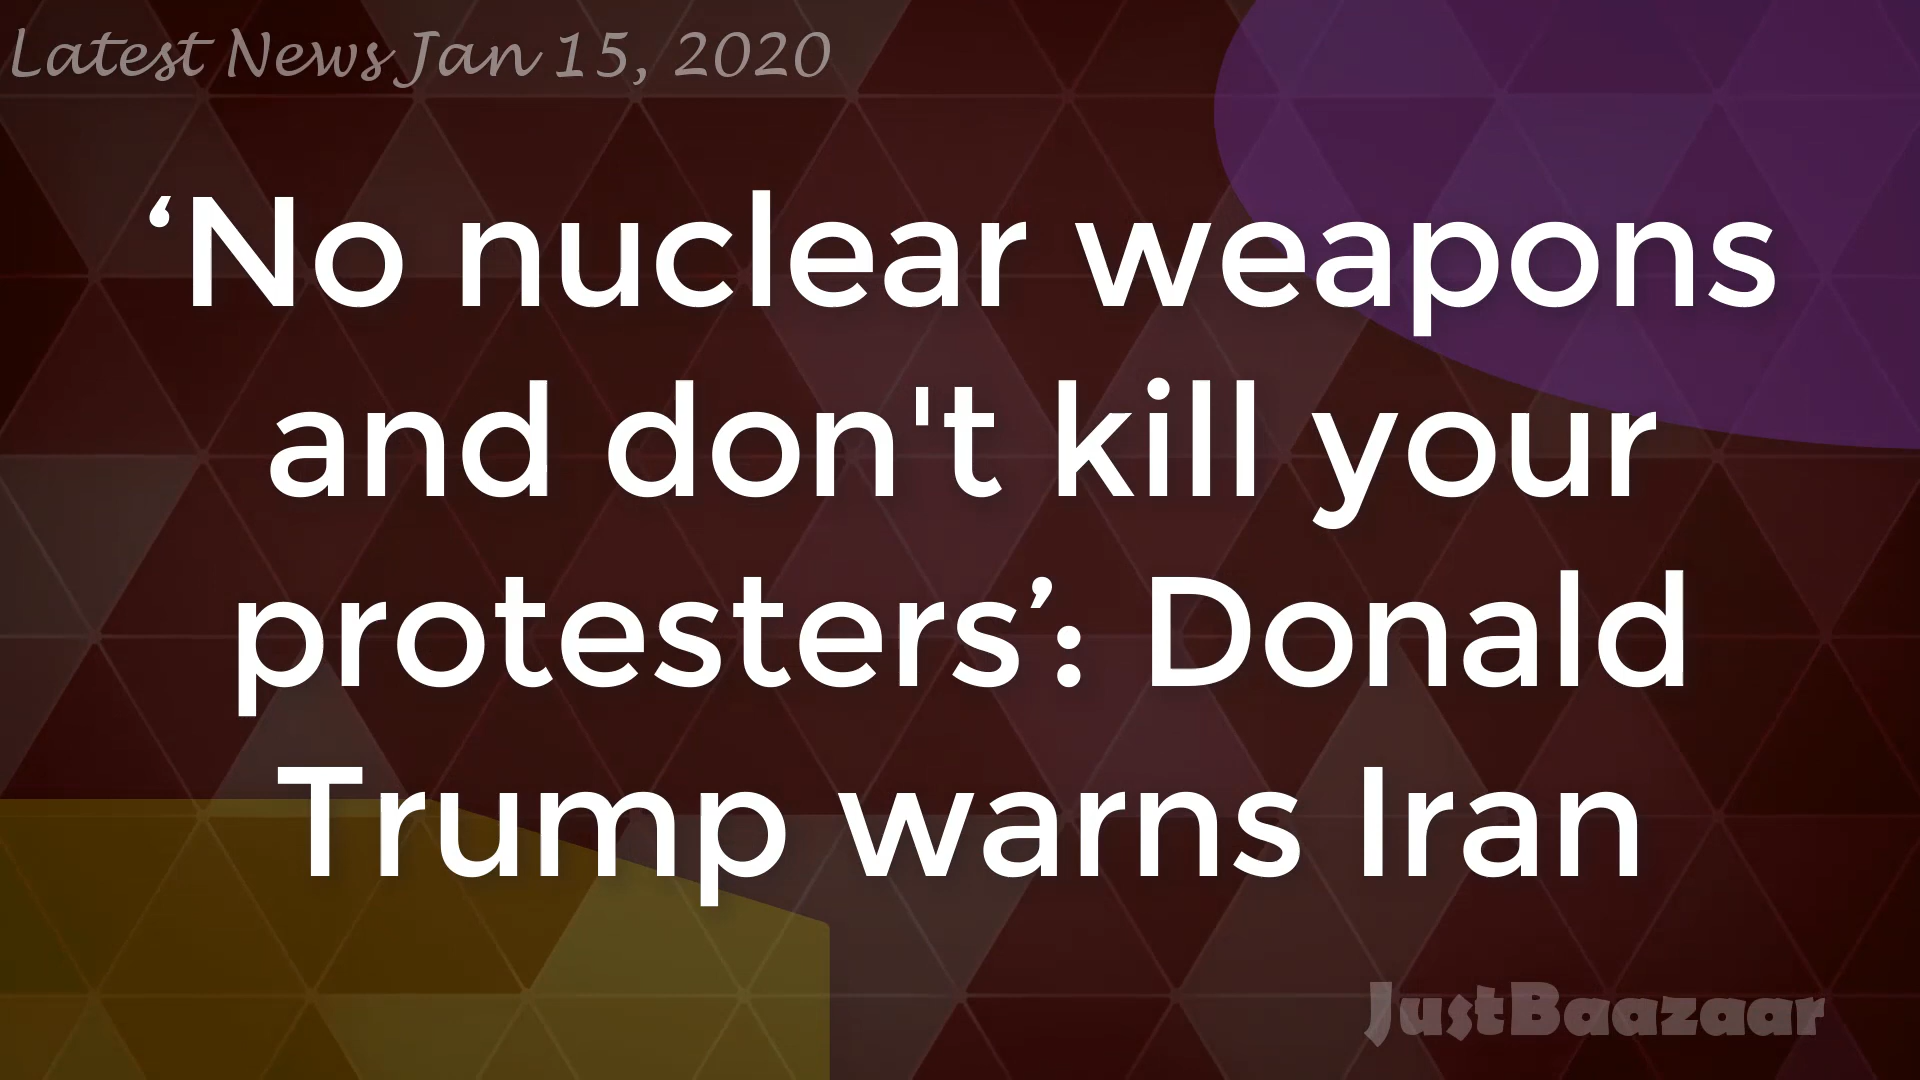 Latest News Jan 15, 2020
‘No nuclear weapons
and don't kill your
protesters’: Donald
Trump warns Iran
JustBaazaar